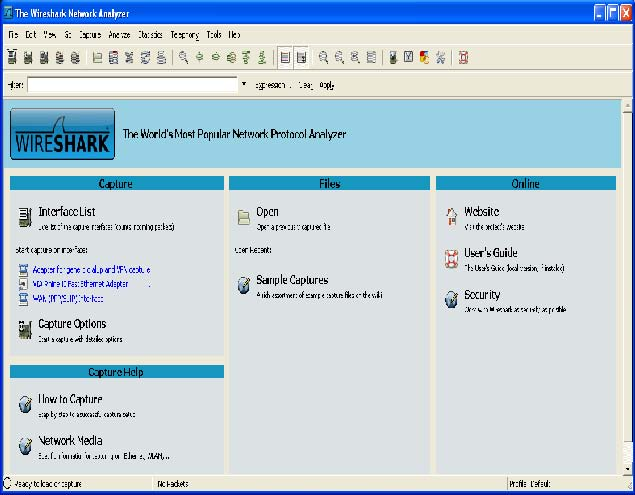 The Wireshark Network Analyzer
File Edit View Go Capture Analyze Statistics Telephony Tools Help
Filter: Expression... Clear Apply
WIRESHARK
The World's Most Popular Network Protocol Analyzer
Capture
Interface List
Live list of the capture interfaces (counts incoming packets)
Start capture on interface:
Adapter for generic dialup and VPN capture
VIA Rhine II Fast Ethernet Adapter
WAN (PPP/SLIP) Interface
Capture Options
Start a capture with detailed options
Capture Help
How to Capture
Step by step to a successful capture setup
Network Media
Specific information for capturing on: Ethernet, WLAN, ...
Files
Open
Open a previously captured file
Open Recent:
Sample Captures
A rich assortment of example capture files on the wiki
Online
Website
Visit the project's website
User's Guide
The User's Guide (local version, if installed)
Security
Work with Wireshark as securely as possible
Ready to load or capture
No Packets
Profile: Default